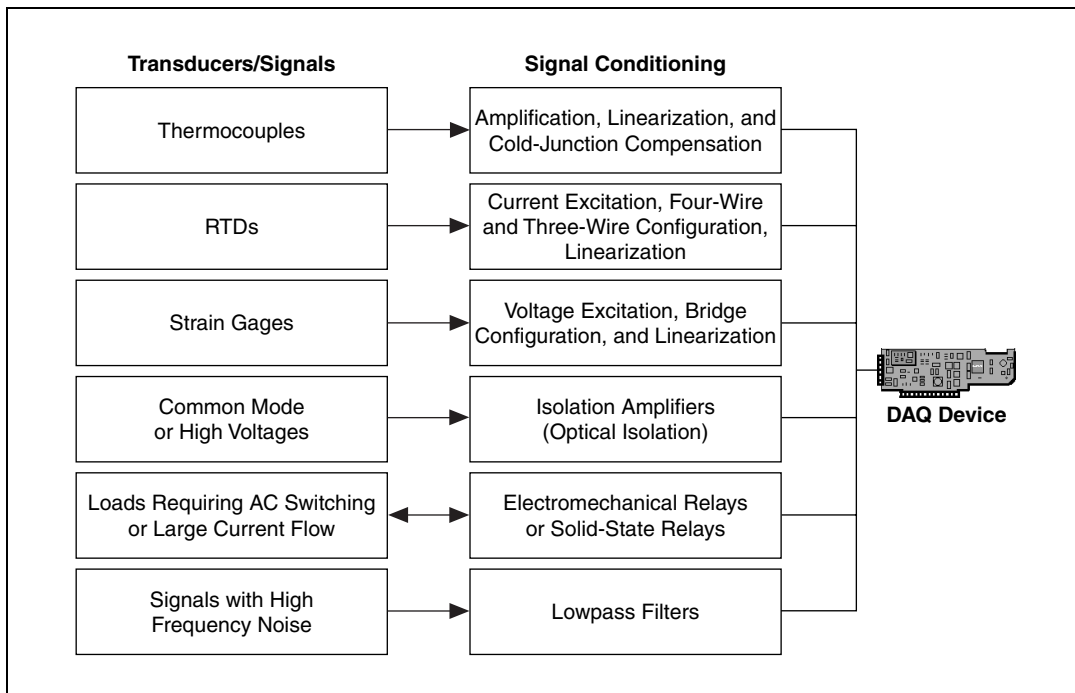 Transducers/Signals
Signal Conditioning
Thermocouples
Amplification, Linearization, and
Cold-Junction Compensation
RTDs
Current Excitation, Four-Wire
and Three-Wire Configuration,
Linearization
Strain Gages
Voltage Excitation, Bridge
Configuration, and Linearization
Common Mode
or High Voltages
Isolation Amplifiers
(Optical Isolation)
Loads Requiring AC Switching
or Large Current Flow
Electromechanical Relays
or Solid-State Relays
Signals with High
Frequency Noise
Lowpass Filters
DAQ Device